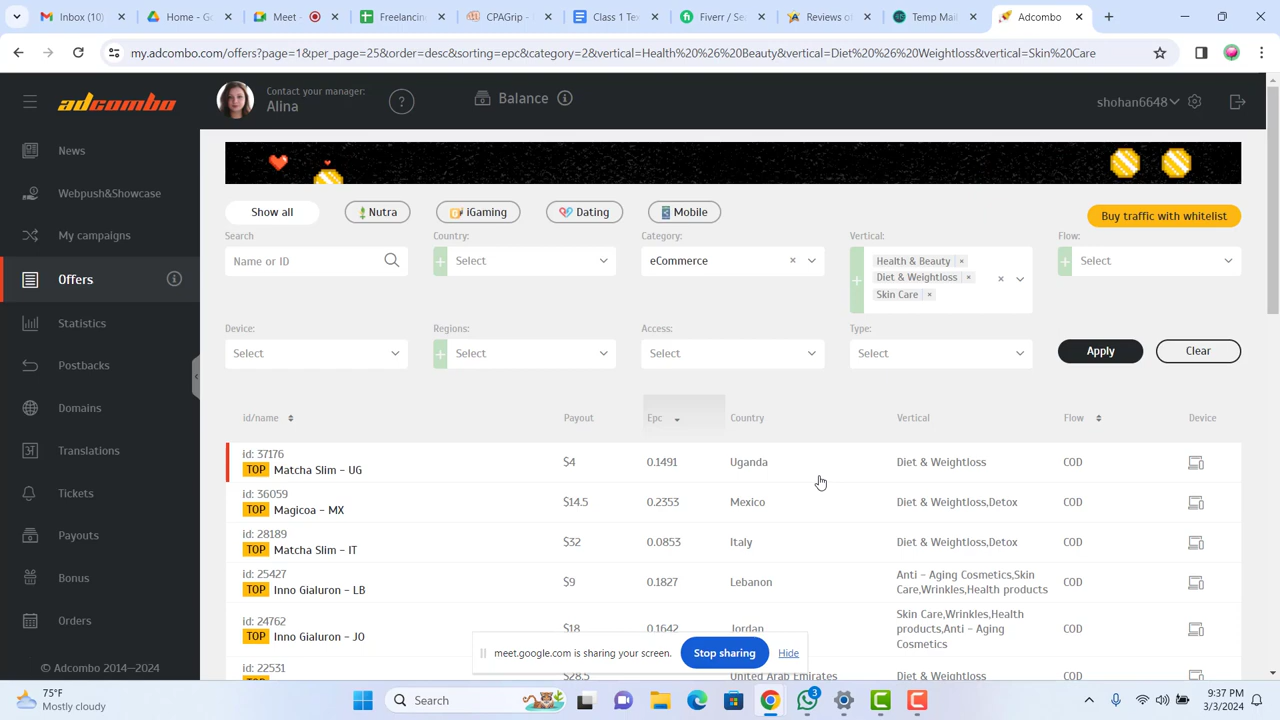 Inbox (10
Home - G
Meet -
Freelancin
CPAGrip -
Class 1 Te
Fiverr / Se
Reviews of
Temp Mail
Adcombo
my.adcombo.com/offers?page=1&per_page=25&order=desc&sorting=epc&category=2&vertical=Health%20%26%20Beauty&vertical=Diet%20%26%20Weightloss&vertical=Skin%20Care
adcombo
Contact your manager:
Alina
?
Balance
shohan6648
News
Webpush&Showcase
My campaigns
Offers
Statistics
Postbacks
Domains
Translations
Tickets
Payouts
Bonus
Orders
© Adcombo 2014—2024
Show all
Nutra
iGaming
Dating
Mobile
Buy traffic with whitelist
Search
Country:
Category:
Vertical:
Flow:
Name or ID
Select
eCommerce
Health & Beauty
Diet & Weightloss
Skin Care
Select
Device:
Regions:
Access:
Type:
Select
Select
Select
Select
Apply
Clear
id/name Payout Epc Country Vertical Flow Device
id: 37176
TOP Matcha Slim - UG $4 0.1491 Uganda Diet & Weightloss COD
id: 36059
TOP Magicoa - MX $14.5 0.2353 Mexico Diet & Weightloss,Detox COD
id: 28189
TOP Matcha Slim - IT $32 0.0853 Italy Diet & Weightloss,Detox COD
id: 25427
TOP Inno Gialuron - LB $9 0.1827 Lebanon Anti - Aging Cosmetics,Skin
Care,Wrinkles,Health products COD
id: 24762
TOP Inno Gialuron - JO $18 0.1642 Jordan Skin Care,Wrinkles,Health
products,Anti - Aging
Cosmetics COD
id: 22531
$28.5 United Arab Emirates
meet.google.com is sharing your screen.
Stop sharing
Hide
75°F
Mostly cloudy
Search
3
9:37 PM
3/3/2024